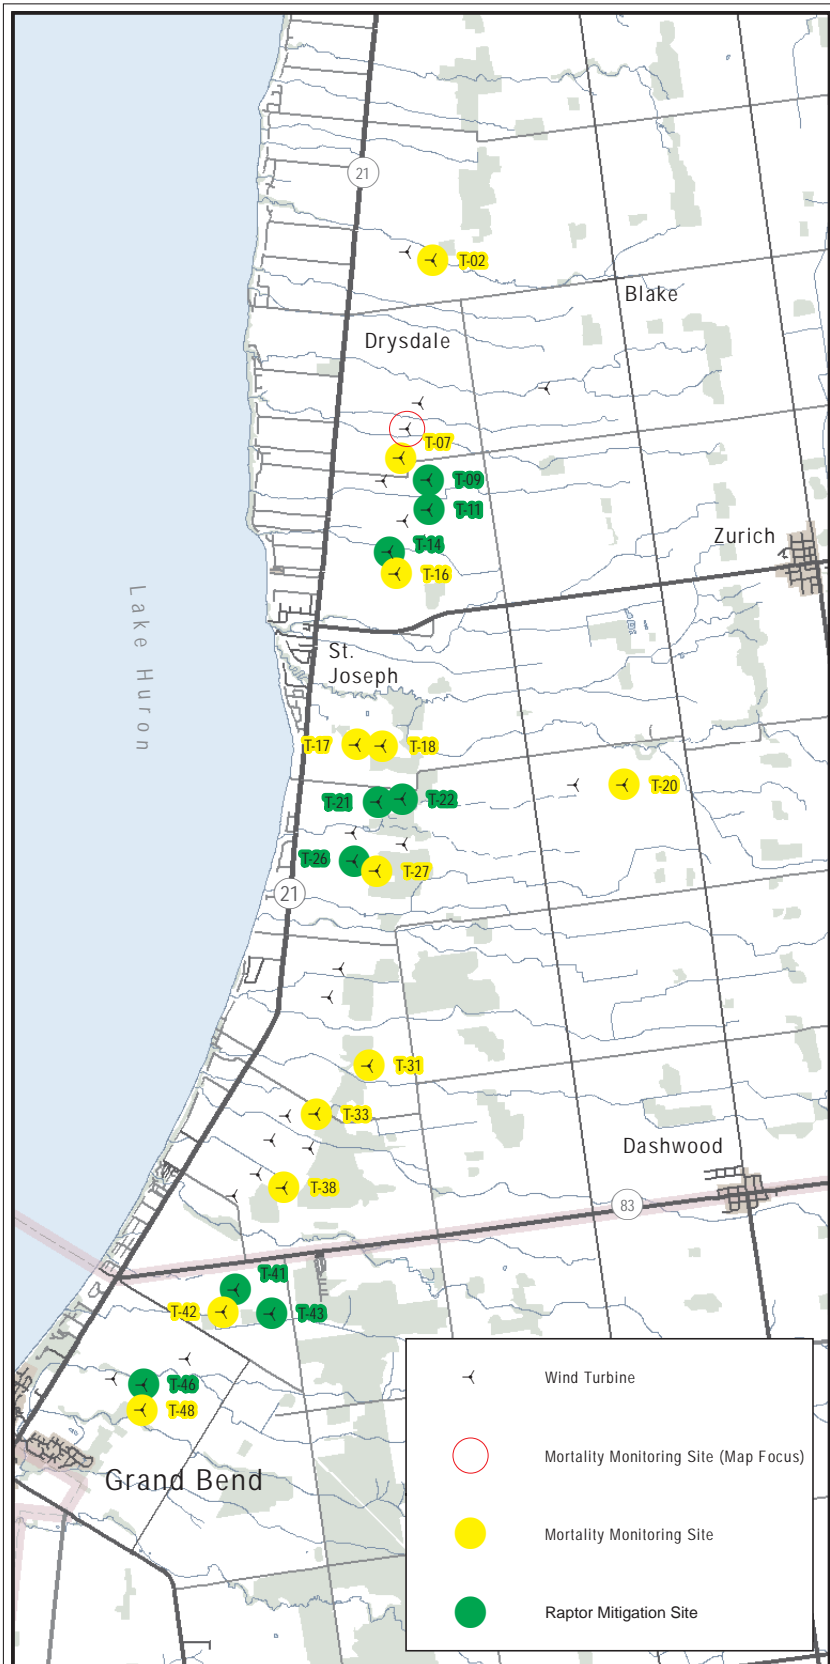 21
T-02
Blake
Drysdale
T-07
T-09
T-11
Zurich
T-14
T-16
Lake Huron
St.
Joseph
T-17
T-18
T-20
T-21
T-22
T-26
T-27
21
T-31
T-33
Dashwood
T-38
83
T-41
T-42
T-43
T-46
T-48
Grand Bend
Wind Turbine
Mortality Monitoring Site (Map Focus)
Mortality Monitoring Site
Raptor Mitigation Site